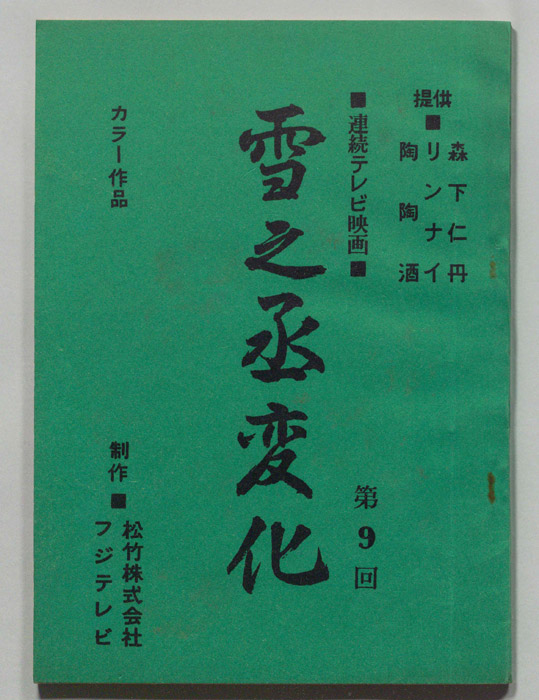 提供
■
森下仁丹
リンナイ
陶陶酒
■連続テレビ映画■
第9回
雪之丞変化
カラー作品
制作■
松竹株式会社
フジテレビ